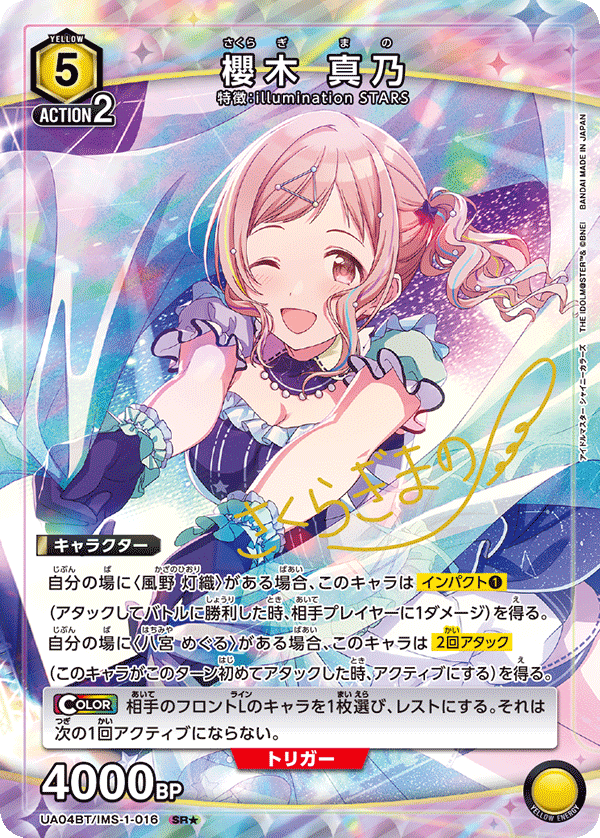 YELLOW
5
ACTION2
さくら ぎ まの
櫻木 真乃
特徴:illumination STARS
アイドルマスター シャイニーカラーズ THE IDOLM@STER™& ©BNEI BANDAI MADE IN JAPAN
さくらぎまの
キャラクター
自分の場に〈風野 灯織〉がある場合、このキャラは インパクト❶
(アタックしてバトルに勝利した時、相手プレイヤーに1ダメージ)を得る。
自分の場に〈八宮 めぐる〉がある場合、このキャラは 2回アタック
(このキャラがこのターン初めてアタックした時、アクティブにする)を得る。
COLOR 相手のフロントLのキャラを1枚選び、レストにする。それは
次の1回アクティブにならない。
トリガー
4000BP
YELLOW ENERGY
UA04BT/IMS-1-016 SR★